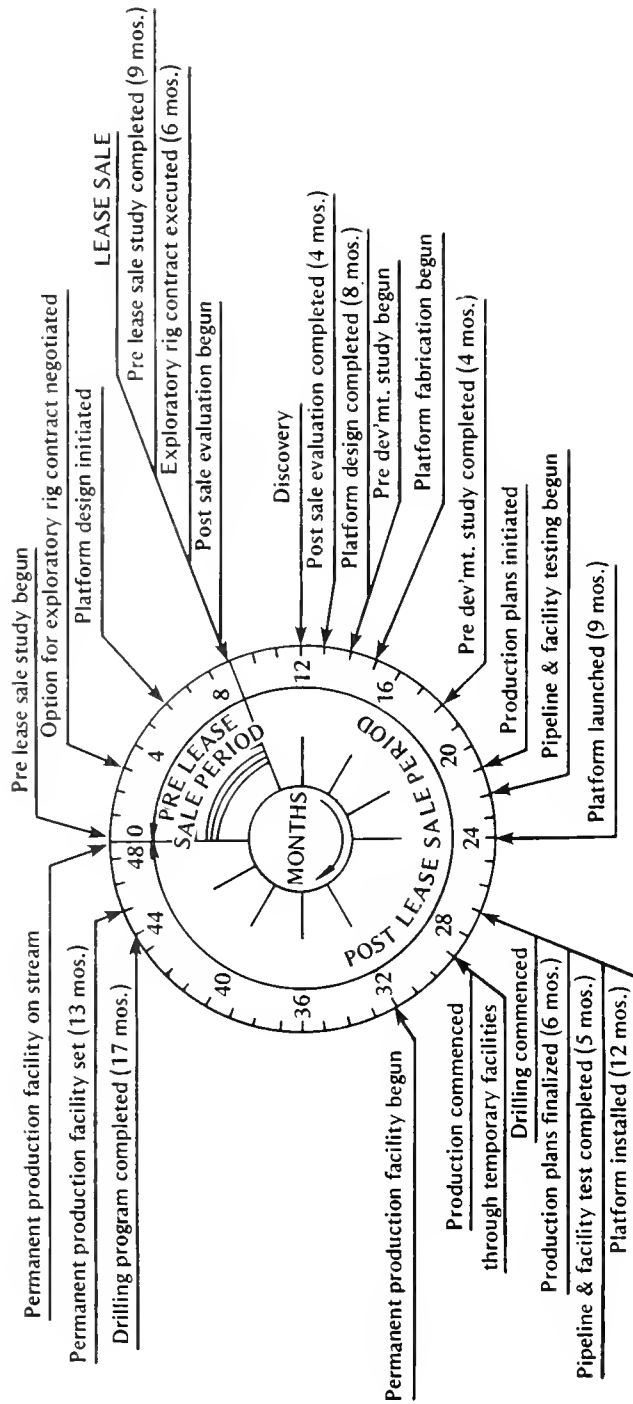 Pre lease sale study begun
Option for exploratory rig contract negotiated
Platform design initiated
LEASE SALE
Pre lease sale study completed (9 mos.)
Exploratory rig contract executed (6 mos.)
Post sale evaluation begun
Discovery
Post sale evaluation completed (4 mos.)
Platform design completed (8 mos.)
Pre dev'mt. study begun
Platform fabrication begun
Pre dev'mt. study completed (4 mos.)
Production plans initiated
Pipeline & facility testing begun
Platform launched (9 mos.)
Drilling commenced
Production plans finalized (6 mos.)
Pipeline & facility test completed (5 mos.)
Platform installed (12 mos.)
Production commenced
through temporary facilities
Permanent production facility begun
Drilling program completed (17 mos.)
Permanent production facility set (13 mos.)
Permanent production facility on stream
0
4
8
12
16
20
24
28
32
36
40
44
48
PRE LEASE
SALE PERIOD
MONTHS
POST LEASE SALE PERIOD